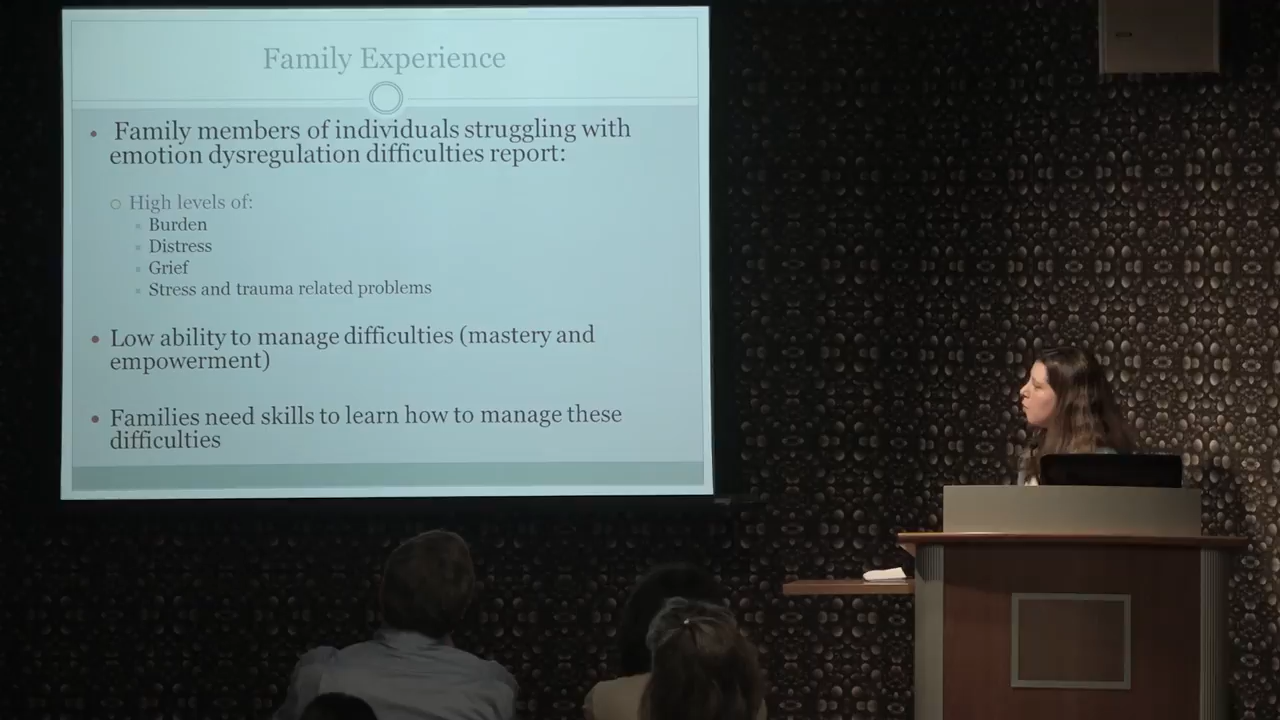 Family Experience
Family members of individuals struggling with
emotion dysregulation difficulties report:
High levels of:
Burden
Distress
Grief
Stress and trauma related problems
Low ability to manage difficulties (mastery and
empowerment)
Families need skills to learn how to manage these
difficulties